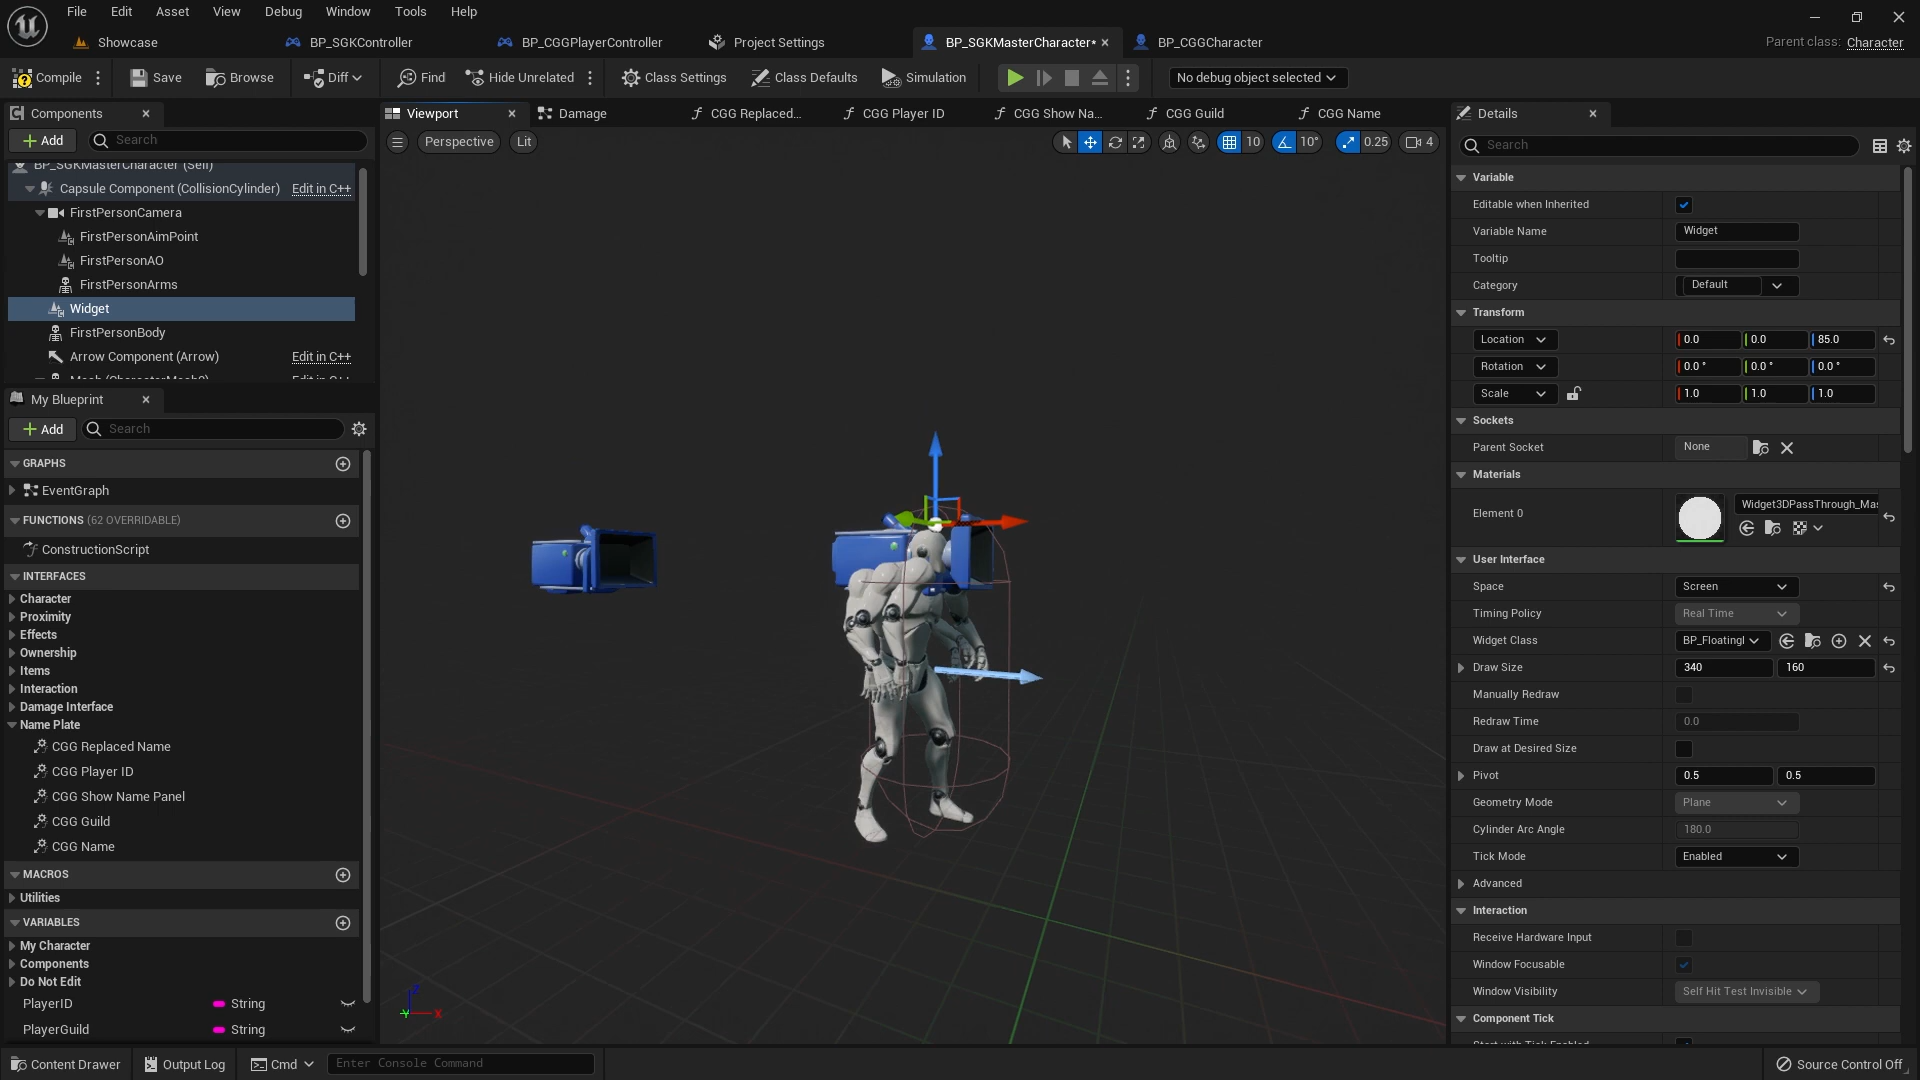 File Edit Asset View Debug Window Tools Help
Showcase BP_SGKController BP_CGGPlayerController Project Settings BP_SGKMasterCharacter* BP_CGGCharacter Parent class: Character
Compile Save Browse Diff Find Hide Unrelated Class Settings Class Defaults Simulation No debug object selected
Components
Add Search
BP_SGKMasterCharacter (Self)
Capsule Component (CollisionCylinder) Edit in C++
FirstPersonCamera
FirstPersonAimPoint
FirstPersonAO
FirstPersonArms
Widget
FirstPersonBody
Arrow Component (Arrow) Edit in C++
Mesh (CharacterMesh0) Edit in C++
My Blueprint
Add Search
GRAPHS
EventGraph
FUNCTIONS (62 OVERRIDABLE)
ConstructionScript
INTERFACES
Character
Proximity
Effects
Ownership
Items
Interaction
Damage Interface
Name Plate
CGG Replaced Name
CGG Player ID
CGG Show Name Panel
CGG Guild
CGG Name
MACROS
Utilities
VARIABLES
My Character
Components
Do Not Edit
PlayerID String
PlayerGuild String
Viewport Damage CGG Replaced... CGG Player ID CGG Show Na... CGG Guild CGG Name
Perspective Lit 10 10° 0.25 4
Z
Y X
Details
Search
Variable
Editable when Inherited
Variable Name Widget
Tooltip
Category Default
Transform
Location 0.0 0.0 85.0
Rotation 0.0 ° 0.0 ° 0.0 °
Scale 1.0 1.0 1.0
Sockets
Parent Socket None
Materials
Element 0 Widget3DPassThrough_Mas
User Interface
Space Screen
Timing Policy Real Time
Widget Class BP_FloatingI
Draw Size 340 160
Manually Redraw
Redraw Time 0.0
Draw at Desired Size
Pivot 0.5 0.5
Geometry Mode Plane
Cylinder Arc Angle 180.0
Tick Mode Enabled
Advanced
Interaction
Receive Hardware Input
Window Focusable
Window Visibility Self Hit Test Invisible
Component Tick
Start with Tick Enabled
Content Drawer Output Log Cmd Enter Console Command Source Control Off